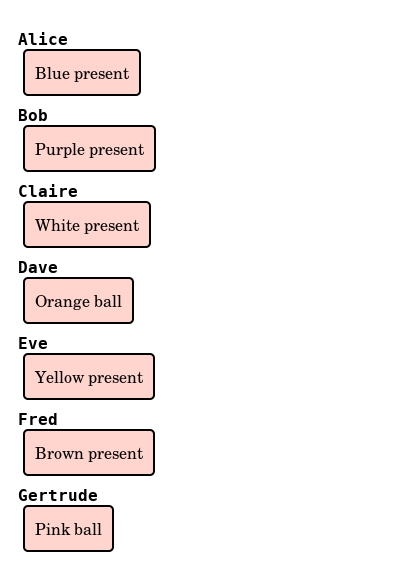 Alice
Blue present
Bob
Purple present
Claire
White present
Dave
Orange ball
Eve
Yellow present
Fred
Brown present
Gertrude
Pink ball